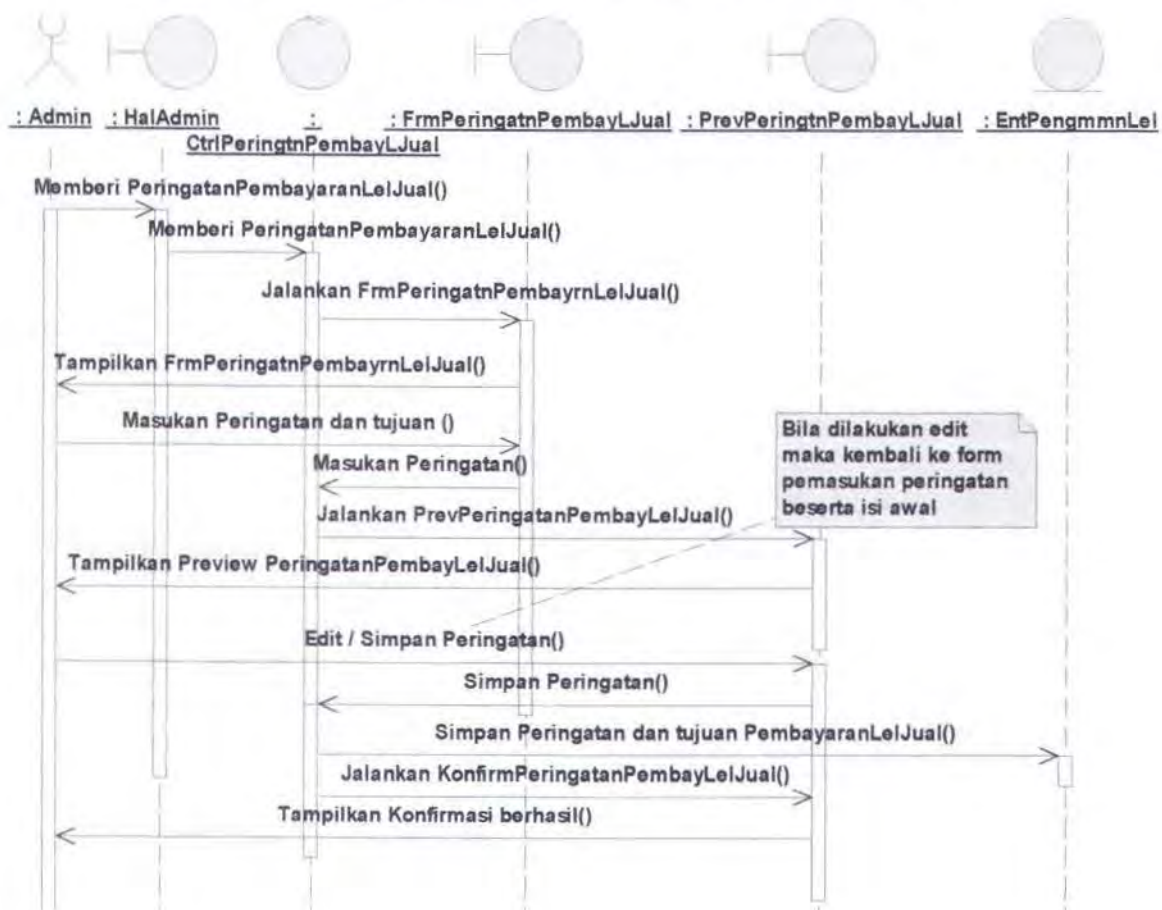 : Admin : HalAdmin : : FrmPeringatnPembayLJual : PrevPeringtnPembayLJual : EntPengmmnLel
CtrlPeringtnPembayLJual
Memberi PeringatanPembayaranLelJual()
Memberi PeringatanPembayaranLelJual()
Jalankan FrmPeringatnPembayrnLelJual()
Tampilkan FrmPeringatnPembayrnLelJual()
Masukan Peringatan dan tujuan ()
Bila dilakukan edit
maka kembali ke form
pemasukan peringatan
beserta isi awal
Masukan Peringatan()
Jalankan PrevPeringatanPembayLelJual()
Tampilkan Preview PeringatanPembayLelJual()
Edit / Simpan Peringatan()
Simpan Peringatan()
Simpan Peringatan dan tujuan PembayaranLelJual()
Jalankan KonfirmPeringatanPembayLelJual()
Tampilkan Konfirmasi berhasil()